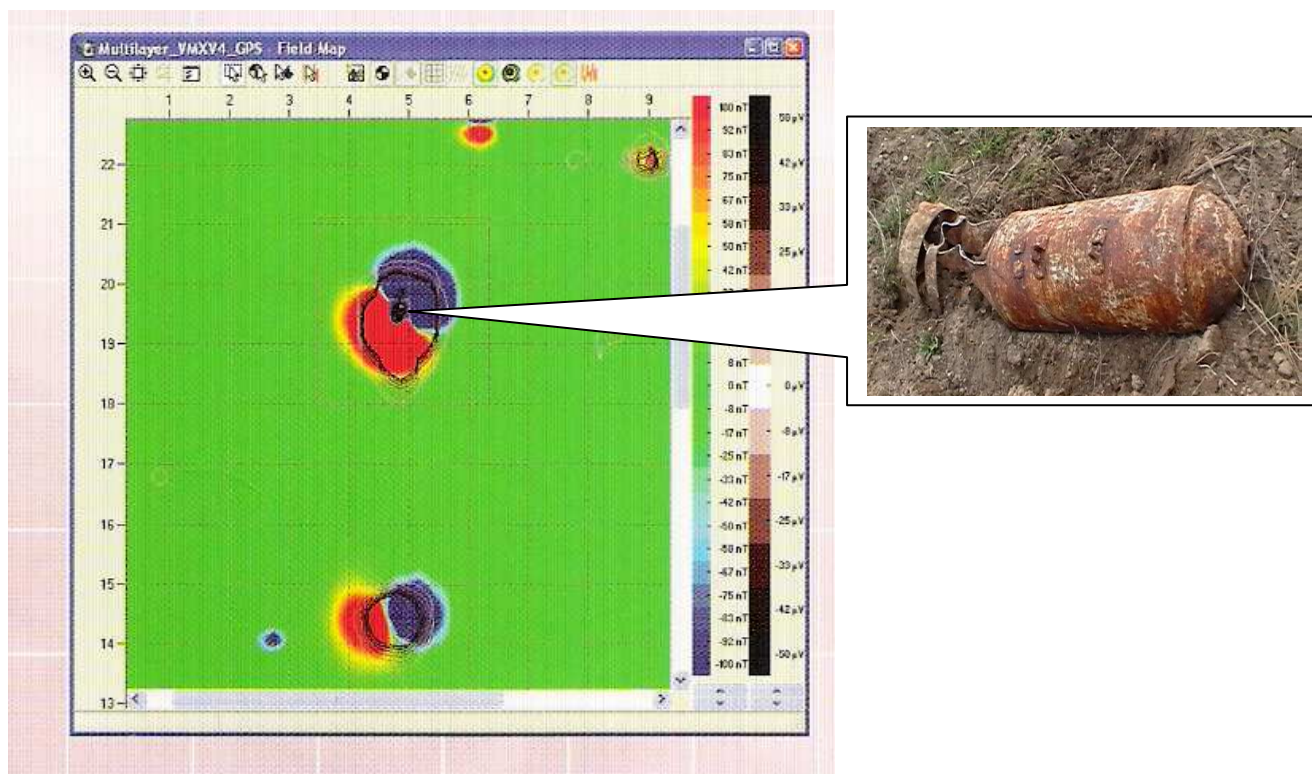 Multilayer_VMXV4_GPS - Field-Map
1 2 3 4 5 6 7 8 9
22
21
20
19
18
17
16
15
14
13
100 nT
92 nT
83 nT
75 nT
67 nT
58 nT
50 nT
42 nT
8 nT
0 nT
-8 nT
-17 nT
-25 nT
-33 nT
-42 nT
-50 nT
-58 nT
-67 nT
-75 nT
-83 nT
-92 nT
-100 nT
50 µV
42 µV
33 µV
25 µV
0 µV
-8 µV
-17 µV
-25 µV
-33 µV
-42 µV
-50 µV